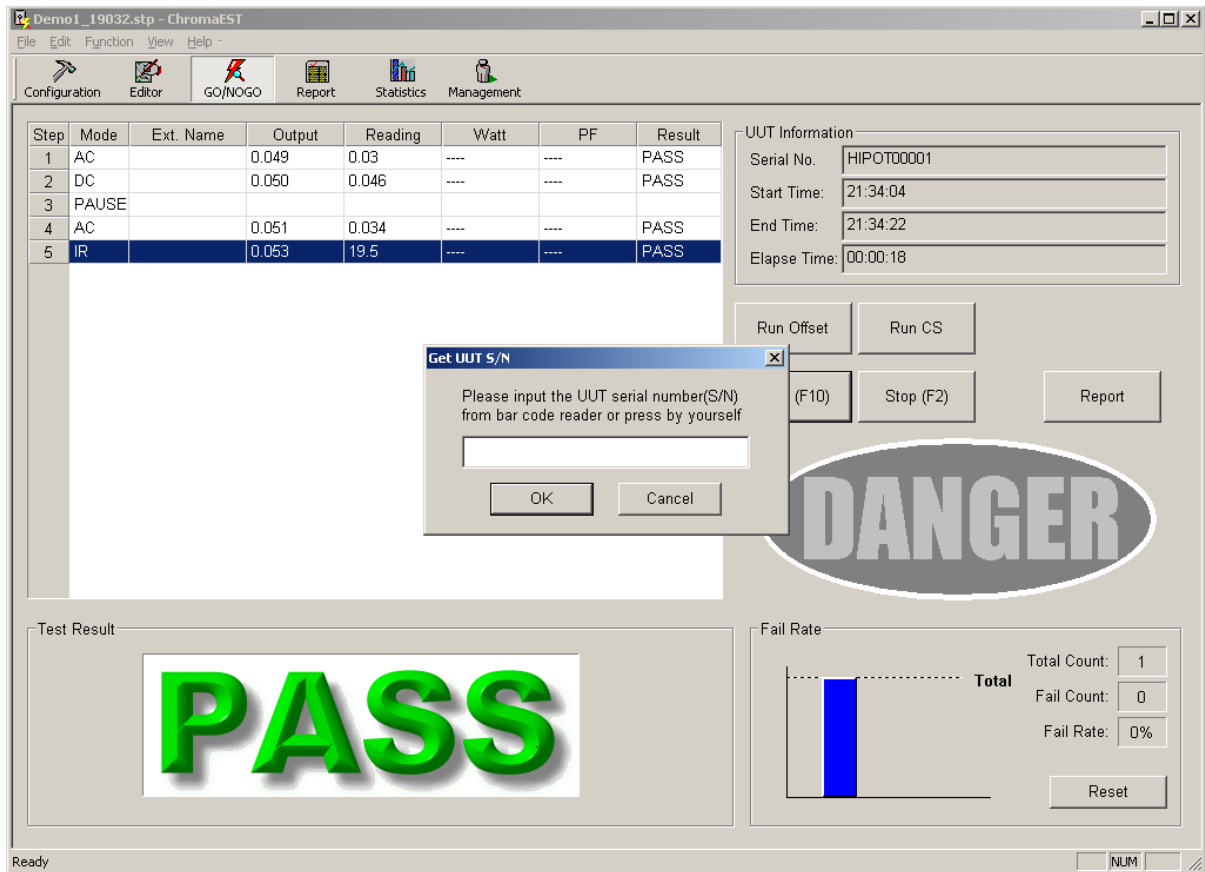 Demo1_19032.stp - ChromaEST
File Edit Function View Help
Configuration Editor GO/NOGO Report Statistics Management
Step Mode Ext. Name Output Reading Watt PF Result
1 AC 0.049 0.03 ---- ---- PASS
2 DC 0.050 0.046 ---- ---- PASS
3 PAUSE
4 AC 0.051 0.034 ---- ---- PASS
5 IR 0.053 19.5 ---- ---- PASS
UUT Information
Serial No. HIPOT00001
Start Time: 21:34:04
End Time: 21:34:22
Elapse Time: 00:00:18
Run Offset Run CS
(F10) Stop (F2) Report
Get UUT S/N
Please input the UUT serial number(S/N)
from bar code reader or press by yourself
OK Cancel
DANGER
Test Result
PASS
Fail Rate
Total
Total Count: 1
Fail Count: 0
Fail Rate: 0%
Reset
Ready
NUM